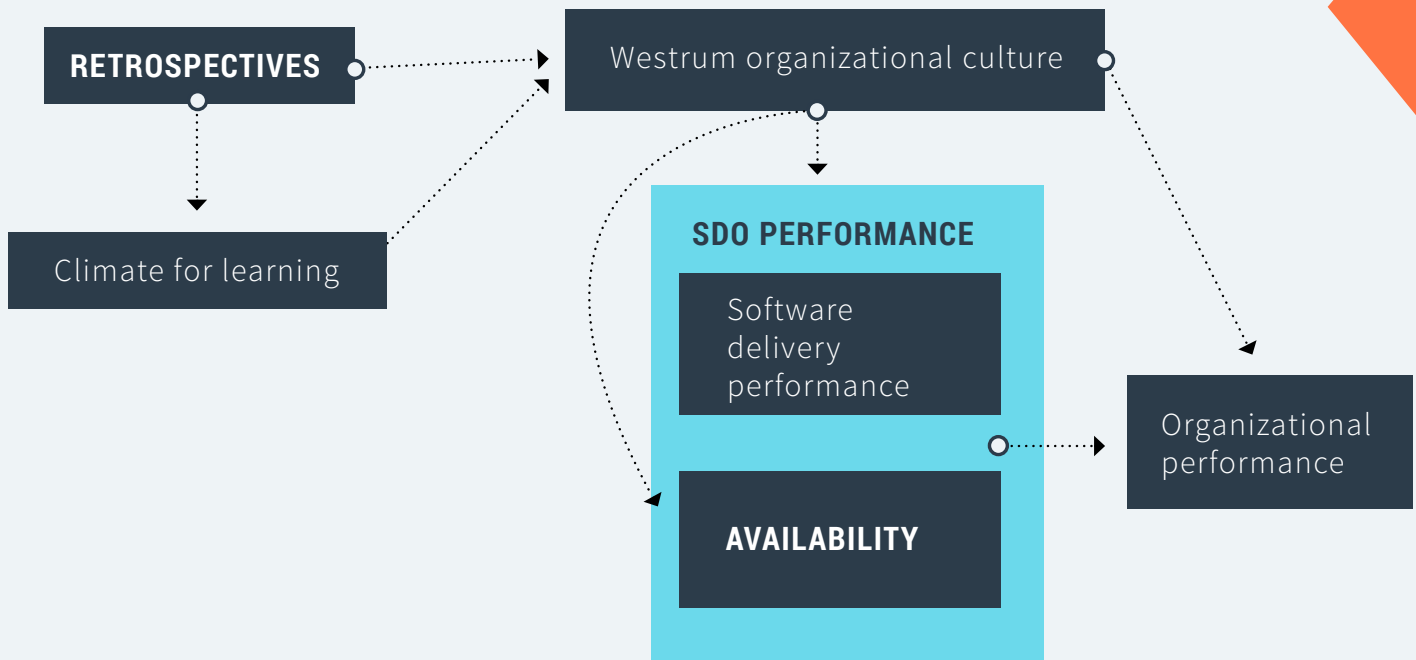 RETROSPECTIVES
Westrum organizational culture
Climate for learning
SDO PERFORMANCE
Software
delivery
performance
AVAILABILITY
Organizational
performance